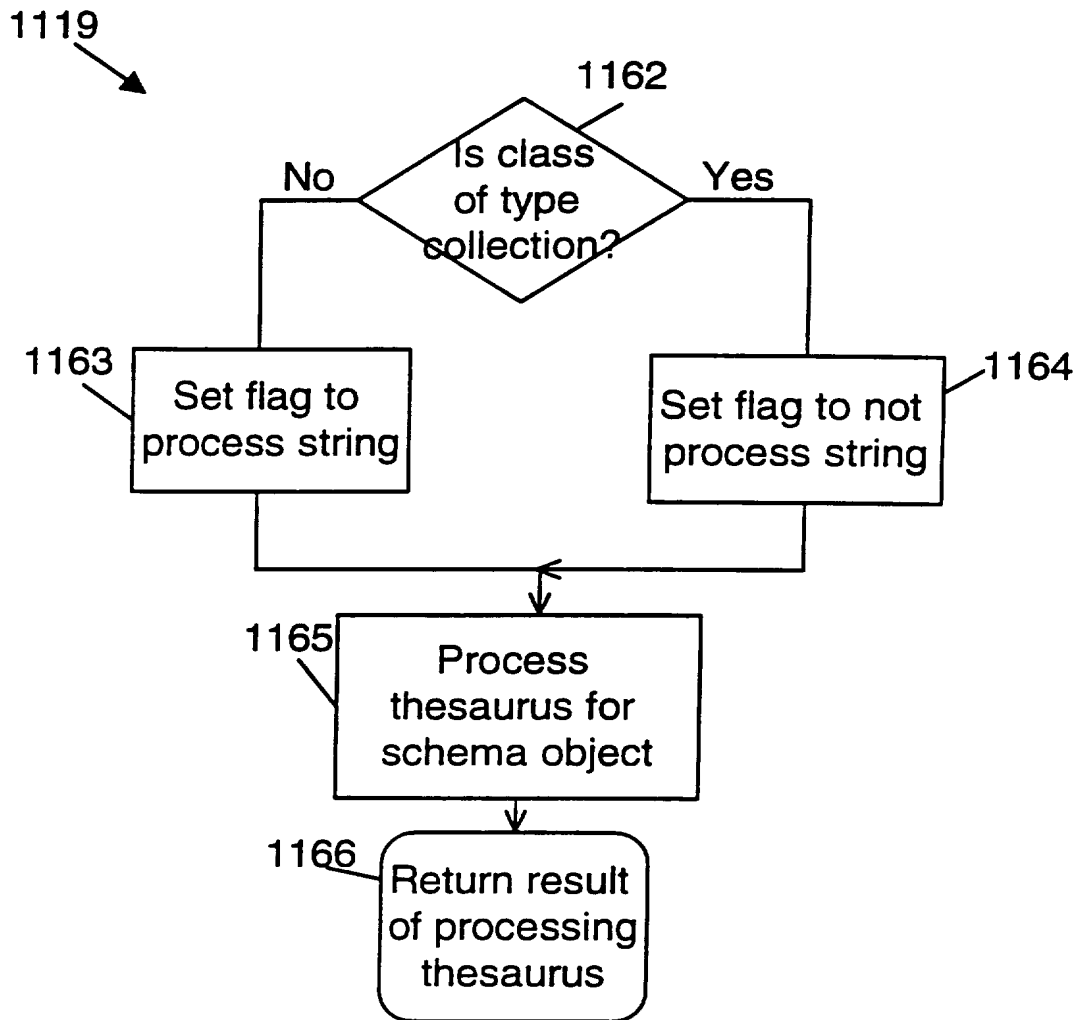 1119
1162
Is class
of type
collection?
No
Yes
1163
Set flag to
process string
1164
Set flag to not
process string
1165
Process
thesaurus for
schema object
1166
Return result
of processing
thesaurus